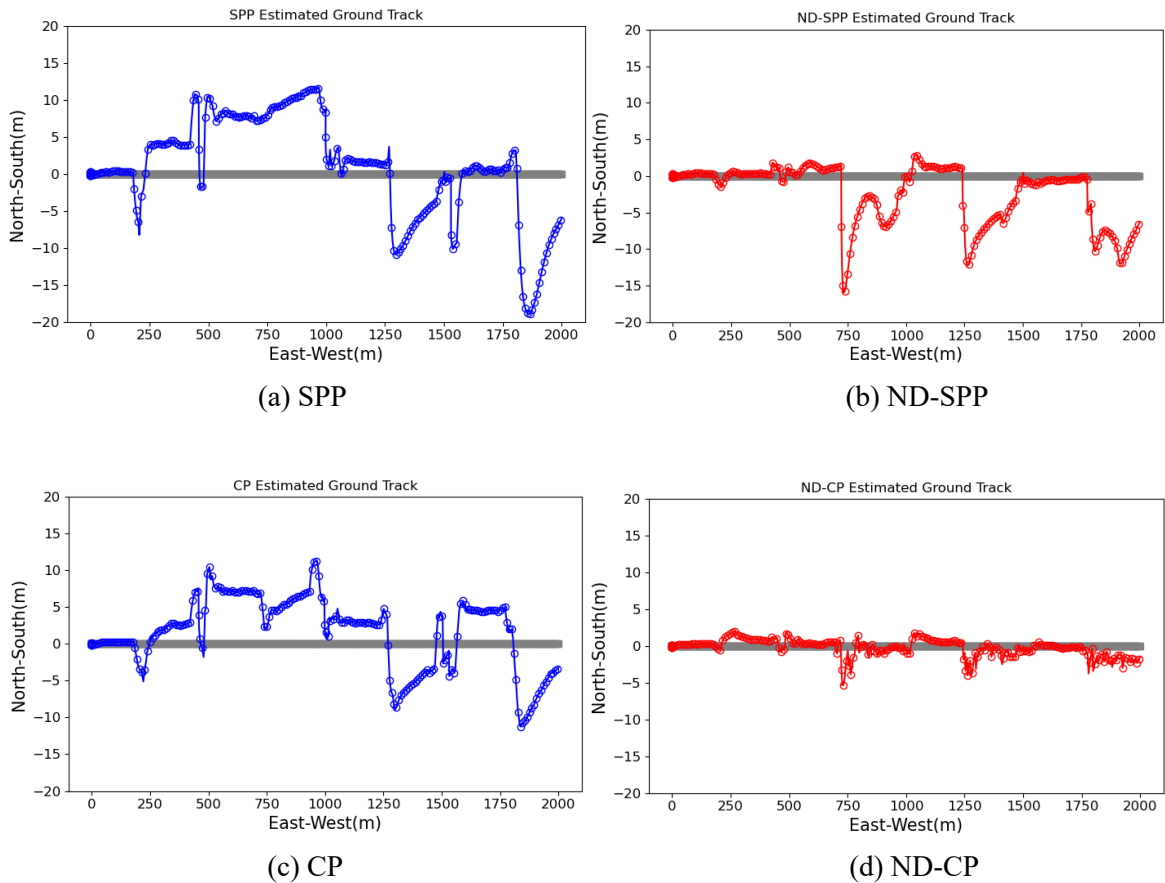 SPP Estimated Ground Track
20
15
10
5
0
−5
−10
−15
−20
North-South(m)
0 250 500 750 1000 1250 1500 1750 2000
East-West(m)
(a) SPP
ND-SPP Estimated Ground Track
20
15
10
5
0
−5
−10
−15
−20
North-South(m)
0 250 500 750 1000 1250 1500 1750 2000
East-West(m)
(b) ND-SPP
CP Estimated Ground Track
20
15
10
5
0
−5
−10
−15
−20
North-South(m)
0 250 500 750 1000 1250 1500 1750 2000
East-West(m)
(c) CP
ND-CP Estimated Ground Track
20
15
10
5
0
−5
−10
−15
−20
North-South(m)
0 250 500 750 1000 1250 1500 1750 2000
East-West(m)
(d) ND-CP